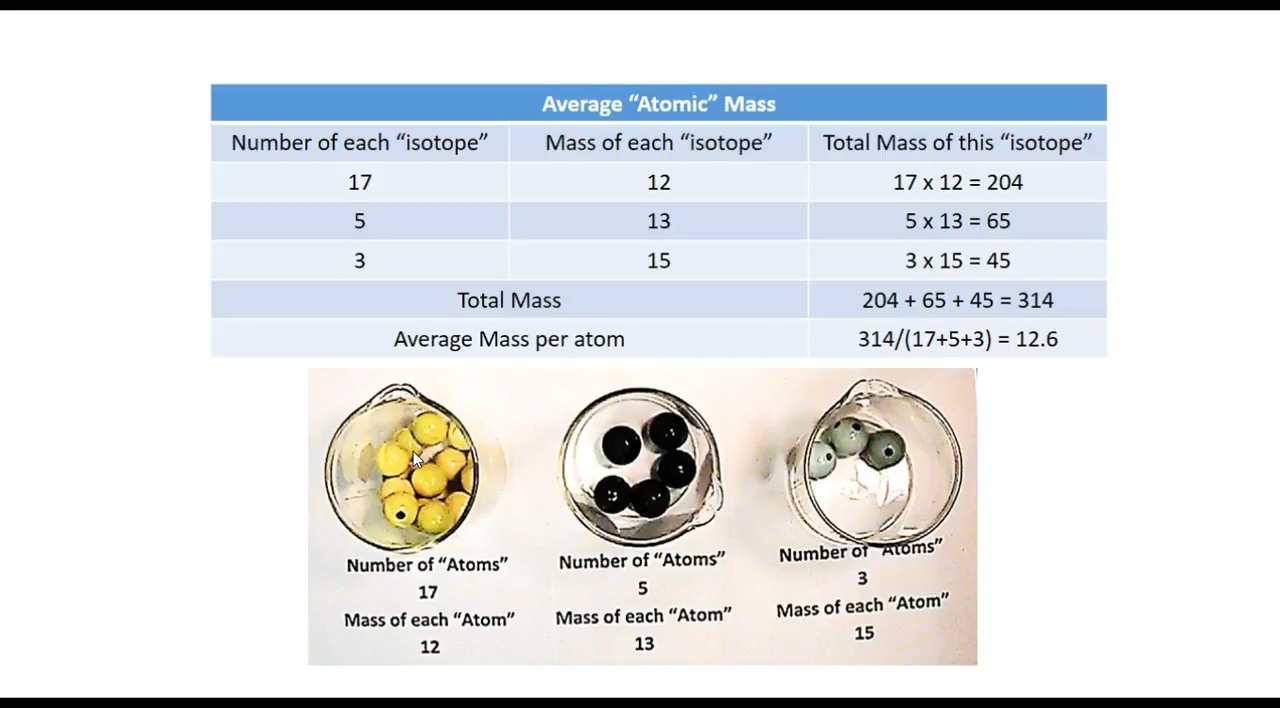 Average “Atomic” Mass
Number of each “isotope” Mass of each “isotope” Total Mass of this “isotope”
17 12 17 x 12 = 204
5 13 5 x 13 = 65
3 15 3 x 15 = 45
Total Mass 204 + 65 + 45 = 314
Average Mass per atom 314/(17+5+3) = 12.6
Number of “Atoms”
17
Mass of each “Atom”
12
Number of “Atoms”
5
Mass of each “Atom”
13
Number of “Atoms”
3
Mass of each “Atom”
15